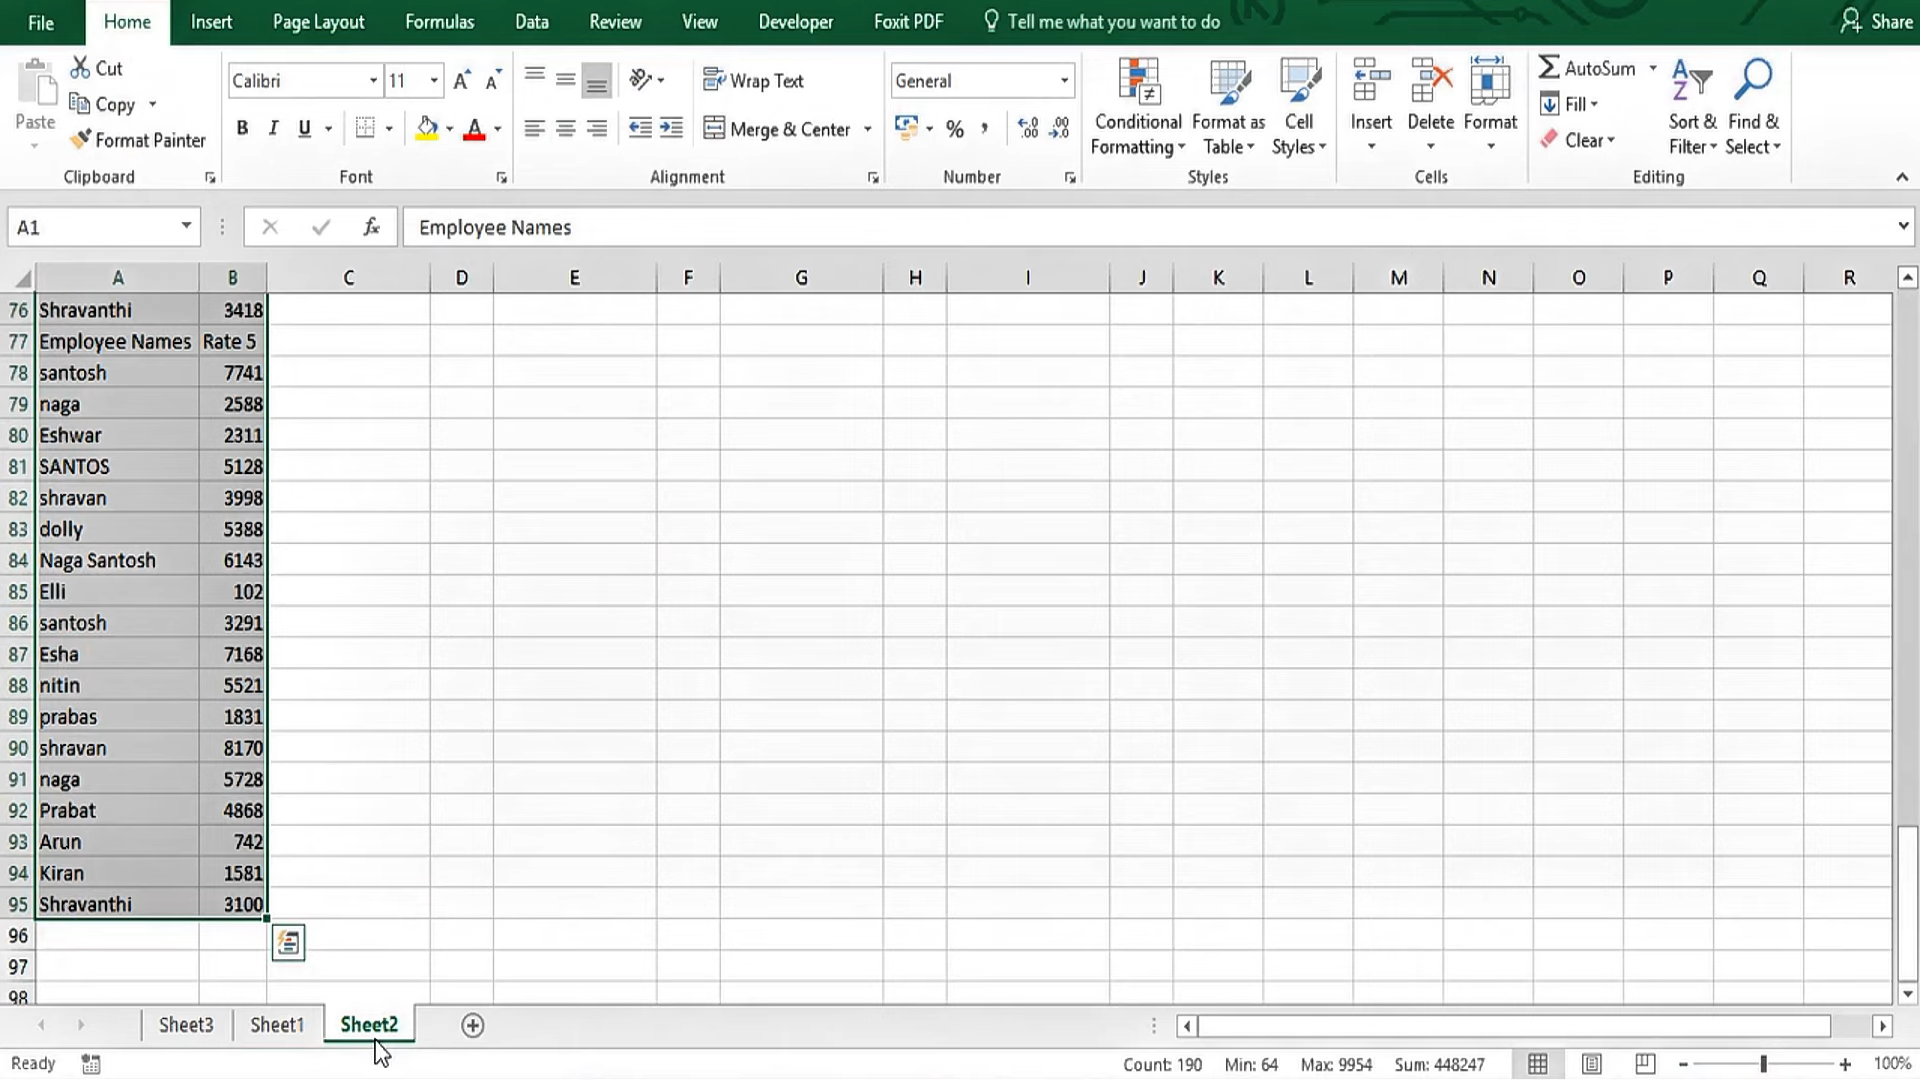 File Home Insert Page Layout Formulas Data Review View Developer Foxit PDF Tell me what you want to do Share
Cut Calibri 11 A A Wrap Text General AutoSum
Copy Fill
Paste Format Painter B I U A Merge & Center % , .00 .0 Conditional Formatting Format as Table Cell Styles Insert Delete Format Clear Sort & Filter Find & Select
Clipboard Font Alignment Number Styles Cells Editing
A1 fx Employee Names
A B C D E F G H I J K L M N O P Q R
76 Shravanthi 3418
77 Employee Names Rate 5
78 santosh 7741
79 naga 2588
80 Eshwar 2311
81 SANTOS 5128
82 shravan 3998
83 dolly 5388
84 Naga Santosh 6143
85 Elli 102
86 santosh 3291
87 Esha 7168
88 nitin 5521
89 prabas 1831
90 shravan 8170
91 naga 5728
92 Prabat 4868
93 Arun 742
94 Kiran 1581
95 Shravanthi 3100
96
97
98
Sheet3 Sheet1 Sheet2
Ready Count: 190 Min: 64 Max: 9954 Sum: 448247 100%